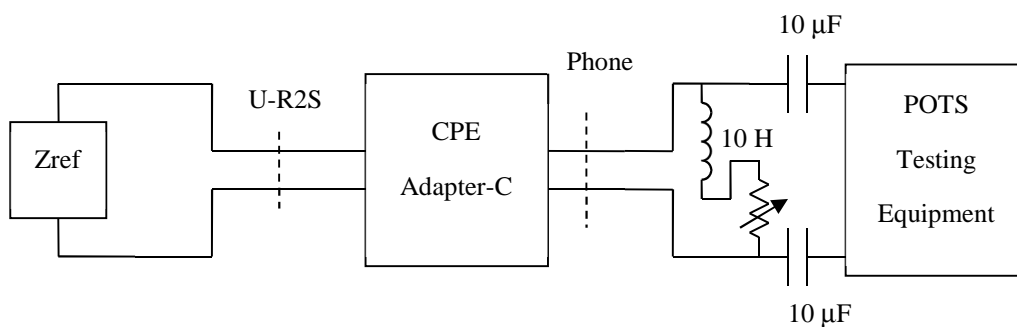 10 μF
Phone
U-R2S
POTS
CPE
Zref
10 H
Testing
Adapter-C
Equipment
10 μF